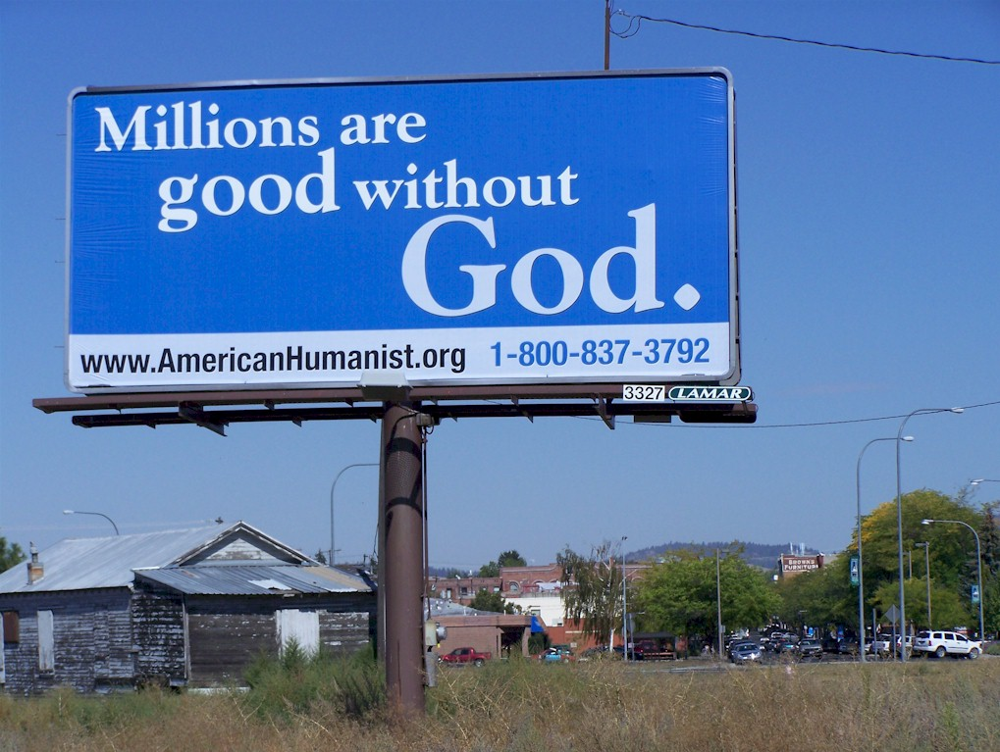 Millions are
good without
God.
www.AmericanHumanist.org 1-800-837-3792
3327 LAMAR
BROWN'S
FURNITURE